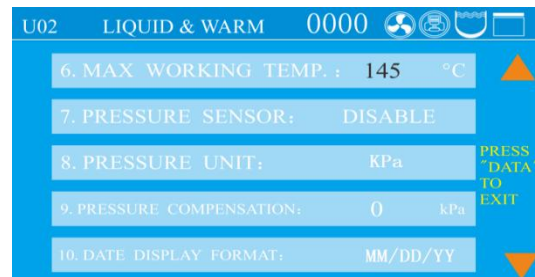 U02 LIQUID & WARM 0000
6. MAX WORKING TEMP. : 145 °C
7. PRESSURE SENSOR: DISABLE
8. PRESSURE UNIT: KPa
9. PRESSURE COMPENSATION: 0 kPa
10. DATE DISPLAY FORMAT: MM/DD/YY
PRESS
"DATA"
TO
EXIT